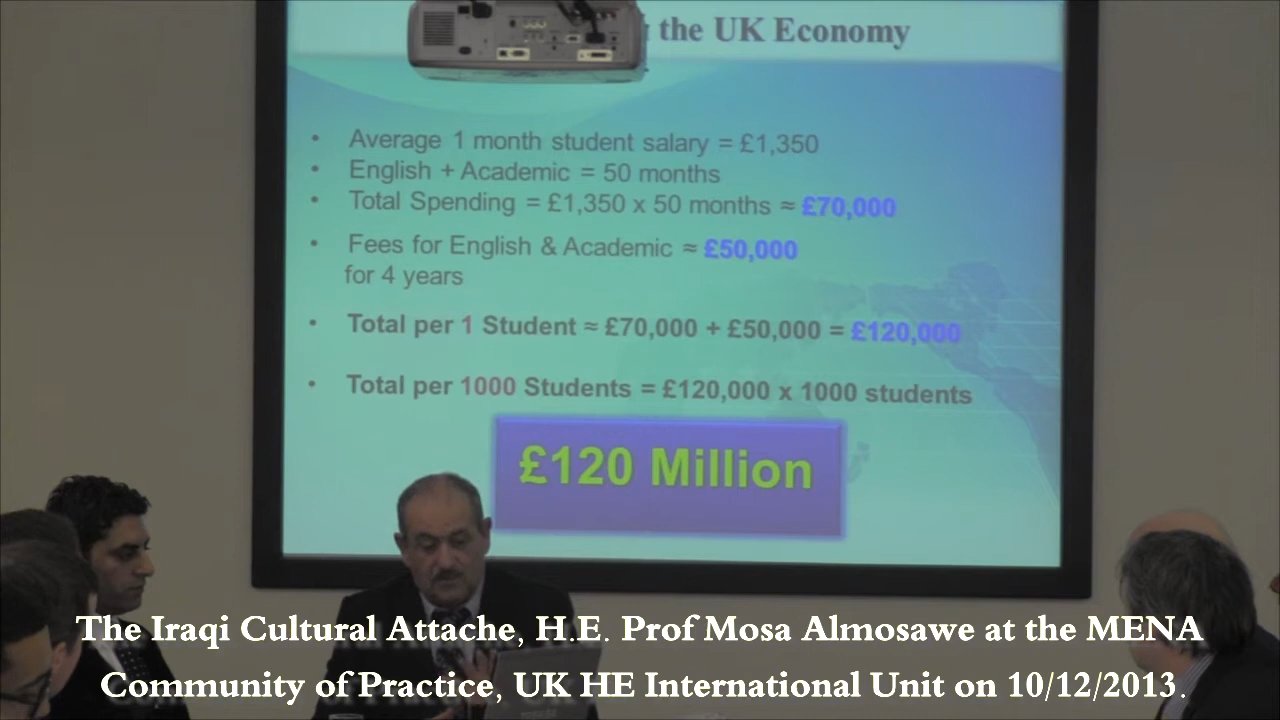 the UK Economy
• Average 1 month student salary = £1,350
• English + Academic = 50 months
• Total Spending = £1,350 x 50 months ≈ £70,000
• Fees for English & Academic ≈ £50,000
for 4 years
• Total per 1 Student ≈ £70,000 + £50,000 = £120,000
• Total per 1000 Students = £120,000 x 1000 students
£120 Million
The Iraqi Cultural Attache, H.E. Prof Mosa Almosawe at the MENA
Community of Practice, UK HE International Unit on 10/12/2013.